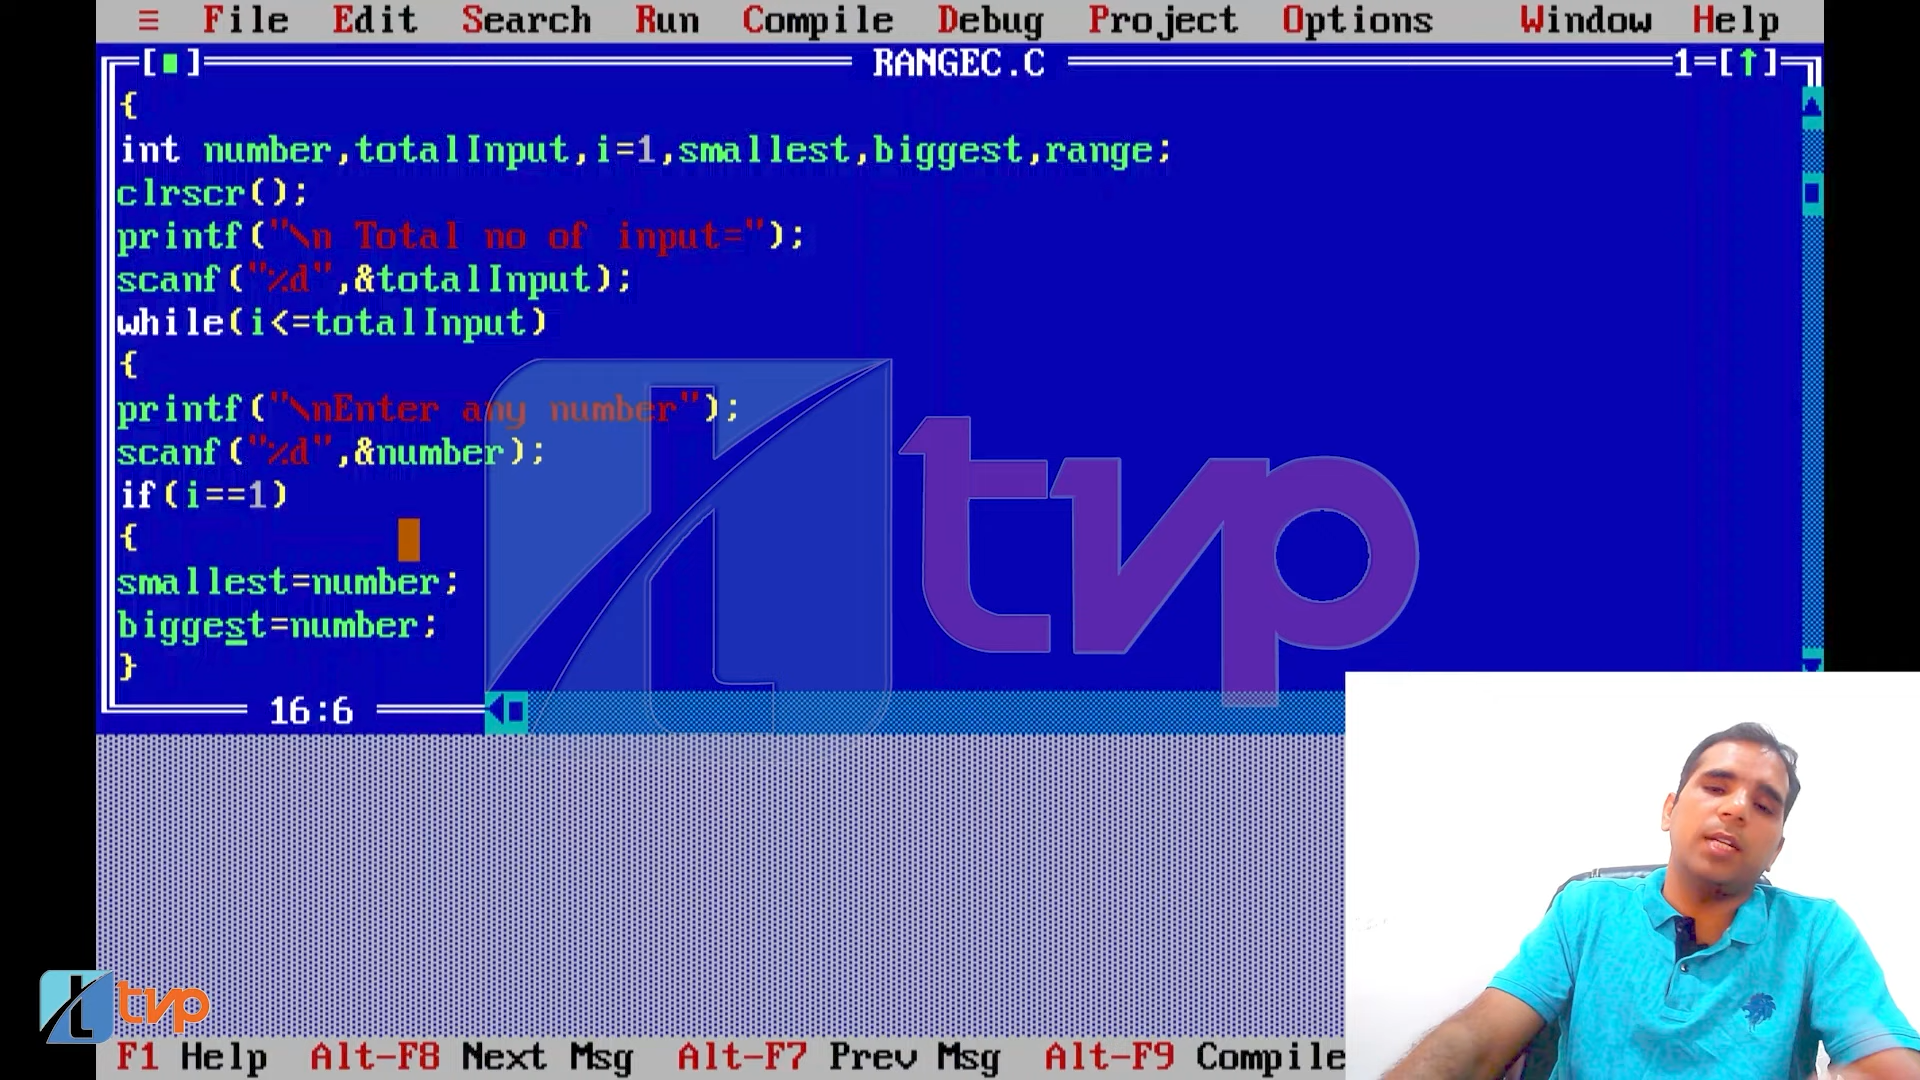 ≡ File Edit Search Run Compile Debug Project Options Window Help
[■] RANGEC.C 1=[↑]
{
int number,totalInput,i=1,smallest,biggest,range;
clrscr();
printf("\n Total no of input=");
scanf("%d",&totalInput);
while(i<=totalInput)
{
printf("\nEnter any number");
scanf("%d",&number);
if(i==1)
{
smallest=number;
biggest=number;
}
16:6
tvp
tvp
F1 Help Alt-F8 Next Msg Alt-F7 Prev Msg Alt-F9 Compile